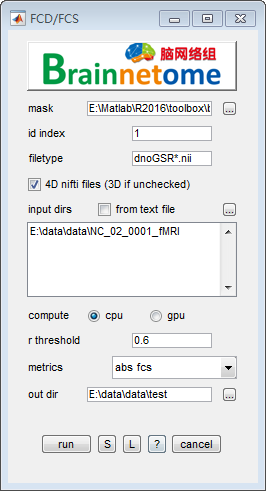 FCD/FCS
脑网络组
Brainnetome
mask E:\Matlab\R2016\toolbox\b ...
id index 1
filetype dnoGSR*.nii
4D nifti files (3D if unchecked)
input dirs from text file ...
E:\data\data\NC_02_0001_fMRI
compute cpu gpu
r threshold 0.6
metrics abs fcs
out dir E:\data\data\test ...
run S L ? cancel